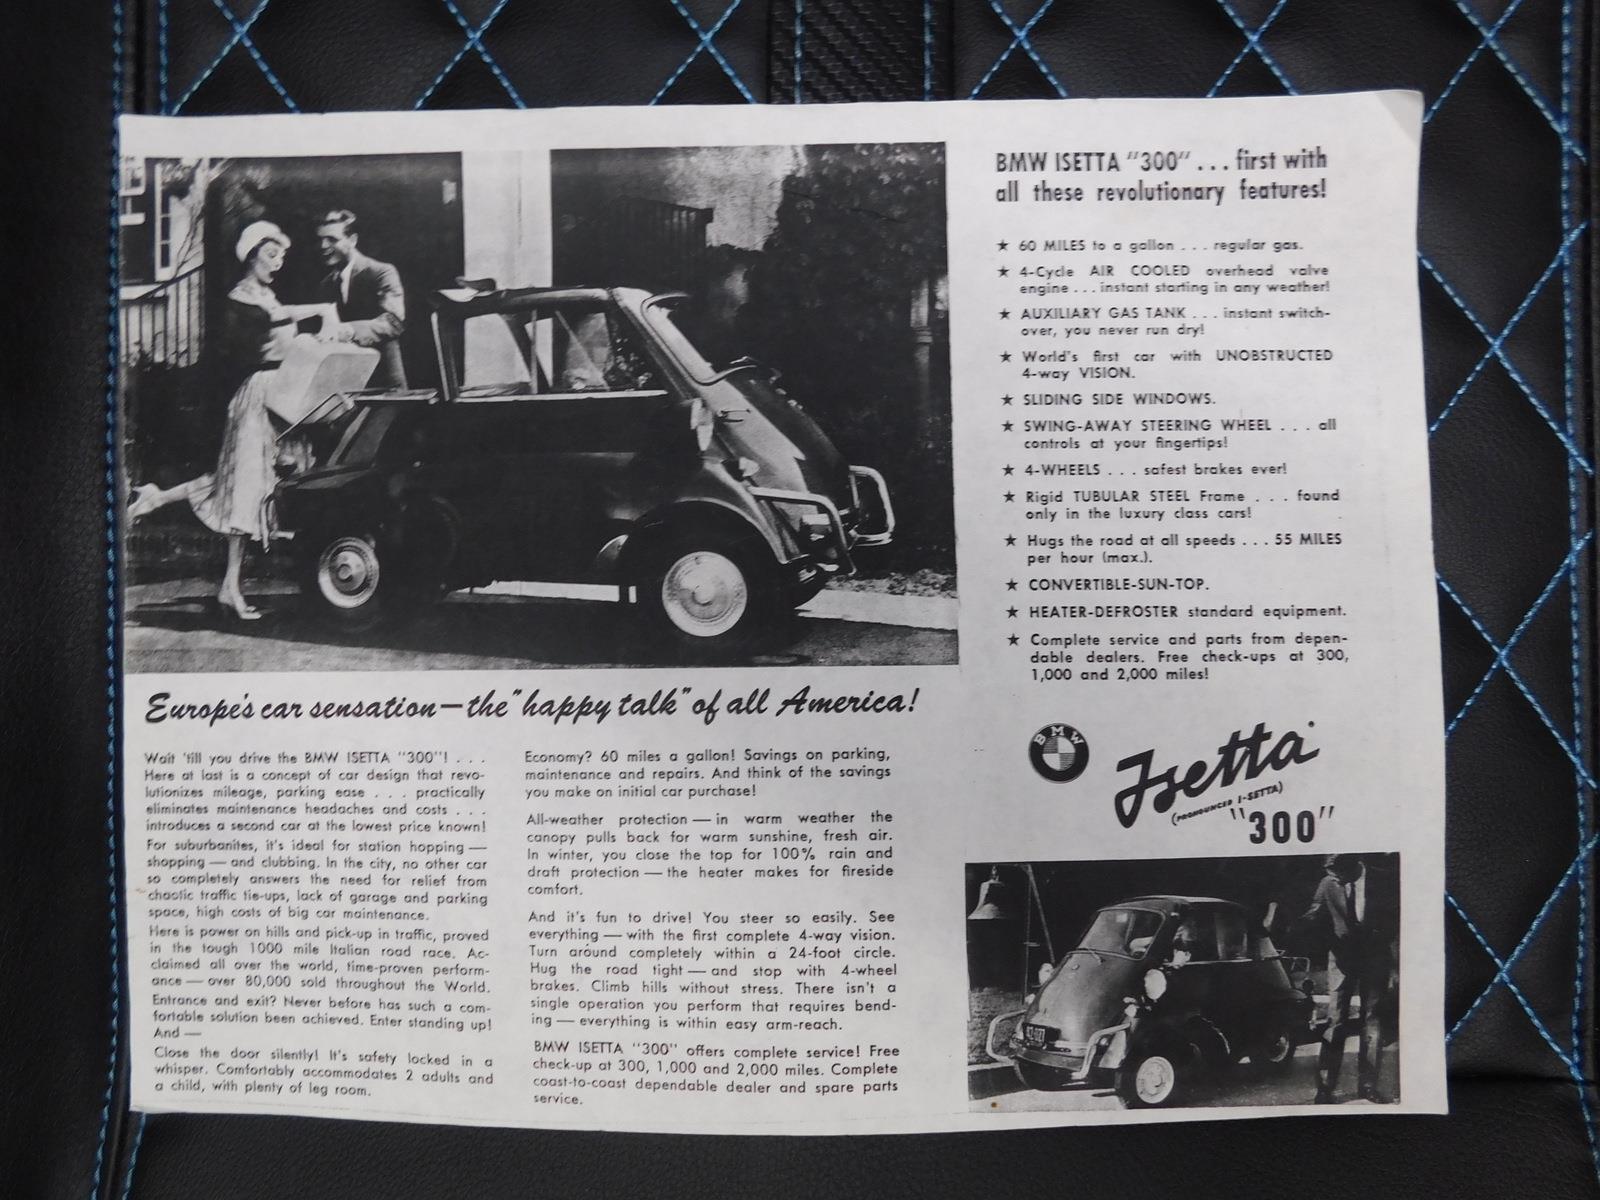 BMW ISETTA "300" . . . first with
all these revolutionary features!
★ 60 MILES to a gallon . . . regular gas.
★ 4-Cycle AIR COOLED overhead valve
engine . . . instant starting in any weather!
★ AUXILIARY GAS TANK . . . instant switch-
over, you never run dry!
★ World's first car with UNOBSTRUCTED
4-way VISION.
★ SLIDING SIDE WINDOWS.
★ SWING-AWAY STEERING WHEEL . . . all
controls at your fingertips!
★ 4-WHEELS . . . safest brakes ever!
★ Rigid TUBULAR STEEL Frame . . . found
only in the luxury class cars!
★ Hugs the road at all speeds . . . 55 MILES
per hour (max.).
★ CONVERTIBLE-SUN-TOP.
★ HEATER-DEFROSTER standard equipment.
★ Complete service and parts from depen-
dable dealers. Free check-ups at 300,
1,000 and 2,000 miles!
Europe's car sensation — the "happy talk" of all America!
Wait 'till you drive the BMW ISETTA "300"! . . .
Here at last is a concept of car design that revo-
lutionizes mileage, parking ease . . . practically
eliminates maintenance headaches and costs . . .
introduces a second car at the lowest price known!
For suburbanites, it's ideal for station hopping —
shopping — and clubbing. In the city, no other car
so completely answers the need for relief from
chaotic traffic tie-ups, lack of garage and parking
space, high costs of big car maintenance.
Here is power on hills and pick-up in traffic, proved
in the tough 1000 mile Italian road race. Ac-
claimed all over the world, time-proven perform-
ance — over 80,000 sold throughout the World.
Entrance and exit? Never before has such a com-
fortable solution been achieved. Enter standing up!
And —
Close the door silently! It's safety locked in a
whisper. Comfortably accommodates 2 adults and
a child, with plenty of leg room.
Economy? 60 miles a gallon! Savings on parking,
maintenance and repairs. And think of the savings
you make on initial car purchase!
All-weather protection — in warm weather the
canopy pulls back for warm sunshine, fresh air.
In winter, you close the top for 100% rain and
draft protection — the heater makes for fireside
comfort.
And it's fun to drive! You steer so easily. See
everything — with the first complete 4-way vision.
Turn around completely within a 24-foot circle.
Hug the road tight — and stop with 4-wheel
brakes. Climb hills without stress. There isn't a
single operation you perform that requires bend-
ing — everything is within easy arm-reach.
BMW ISETTA "300" offers complete service! Free
check-up at 300, 1,000 and 2,000 miles. Complete
coast-to-coast dependable dealer and spare parts
service.
BMW
Isetta
(PRONOUNCED I-SETTA)
"300"